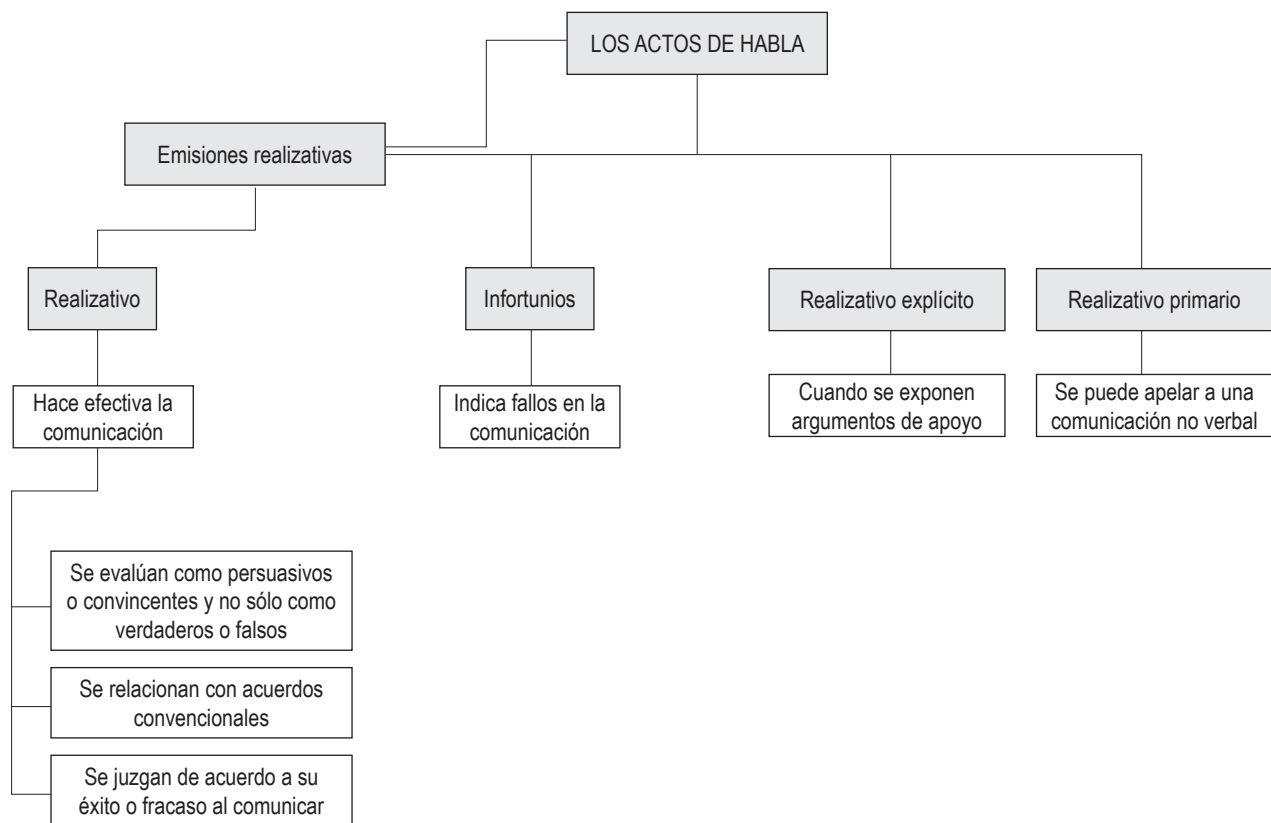 LOS ACTOS DE HABLA
Emisiones realizativas
Realizativo
Infortunios
Realizativo explícito
Realizativo primario
Hace efectiva la
comunicación
Indica fallos en la
comunicación
Cuando se exponen
argumentos de apoyo
Se puede apelar a una
comunicación no verbal
Se evalúan como persuasivos
o convincentes y no sólo como
verdaderos o falsos
Se relacionan con acuerdos
convencionales
Se juzgan de acuerdo a su
éxito o fracaso al comunicar